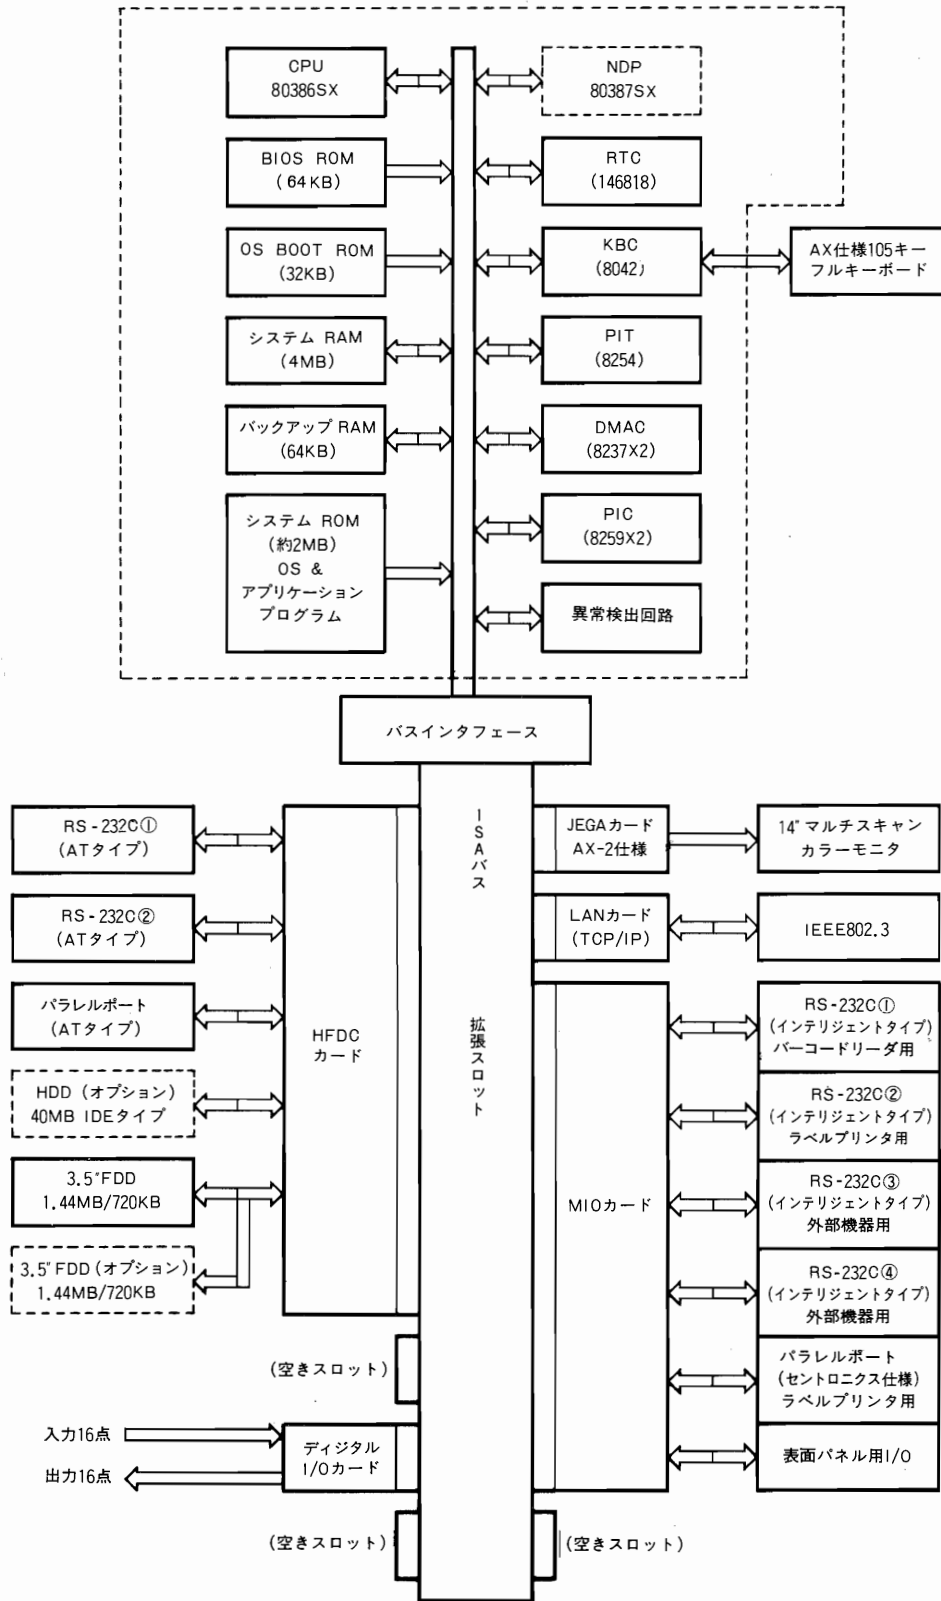 CPU
80386SX
NDP
80387SX
BIOS ROM
(64KB)
RTC
(146818)
OS BOOT ROM
(32KB)
KBC
(8042)
AX仕様105キー
フルキーボード
システム RAM
(4MB)
PIT
(8254)
バックアップ RAM
(64KB)
DMAC
(8237X2)
システム ROM
(約2MB)
OS &
アプリケーション
プログラム
PIC
(8259X2)
異常検出回路
バスインタフェース
ISAバス
拡張スロット
RS-232C①
(ATタイプ)
RS-232C②
(ATタイプ)
パラレルポート
(ATタイプ)
HDD (オプション)
40MB IDEタイプ
3.5″FDD
1.44MB/720KB
3.5″FDD (オプション)
1.44MB/720KB
HFDC
カード
(空きスロット)
入力16点
出力16点
ディジタル
I/Oカード
(空きスロット)
JEGAカード
AX-2仕様
14″マルチスキャン
カラーモニタ
LANカード
(TCP/IP)
IEEE802.3
MIOカード
RS-232C①
(インテリジェントタイプ)
バーコードリーダ用
RS-232C②
(インテリジェントタイプ)
ラベルプリンタ用
RS-232C③
(インテリジェントタイプ)
外部機器用
RS-232C④
(インテリジェントタイプ)
外部機器用
パラレルポート
(セントロニクス仕様)
ラベルプリンタ用
表面パネル用I/O
(空きスロット)